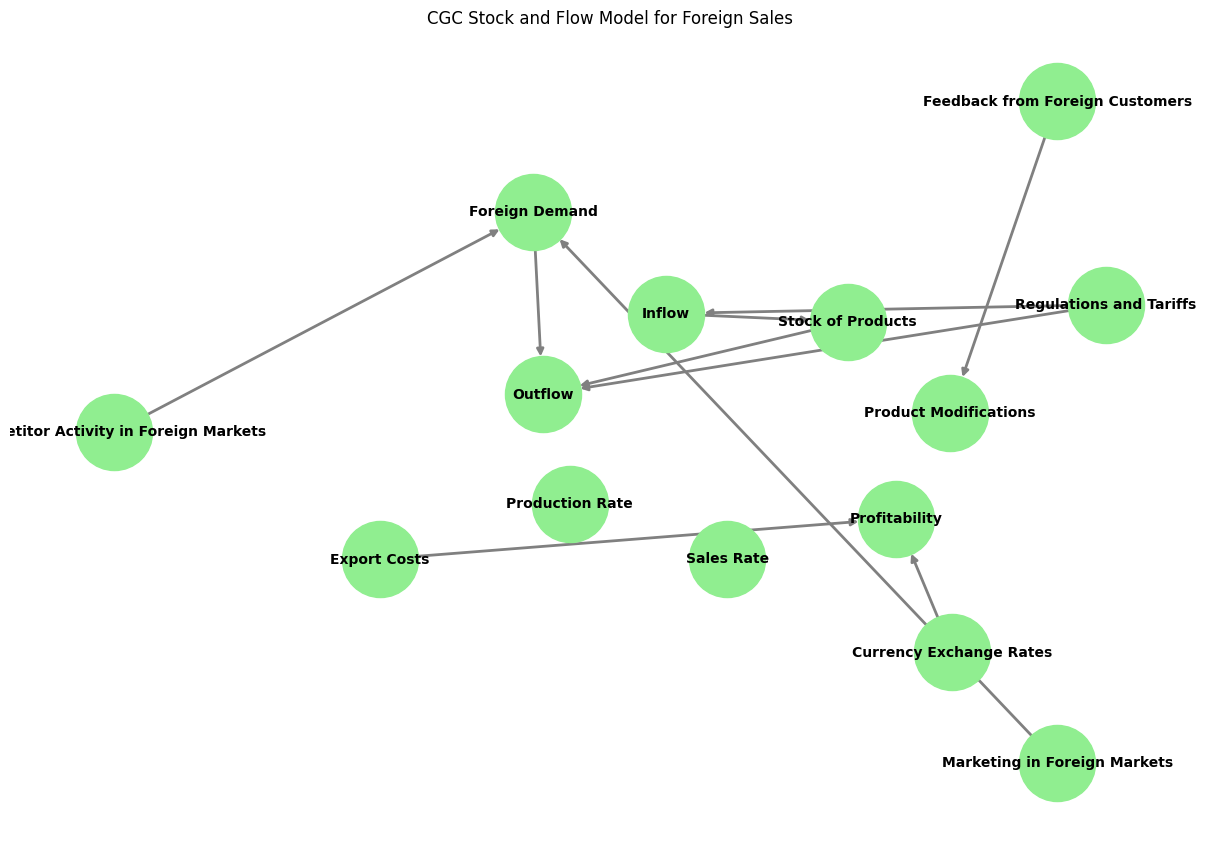 CGC Stock and Flow Model for Foreign Sales
Feedback from Foreign Customers
Foreign Demand
Regulations and Tariffs
Inflow
Stock of Products
Outflow
Product Modifications
etitor Activity in Foreign Markets
Production Rate
Profitability
Export Costs
Sales Rate
Currency Exchange Rates
Marketing in Foreign Markets